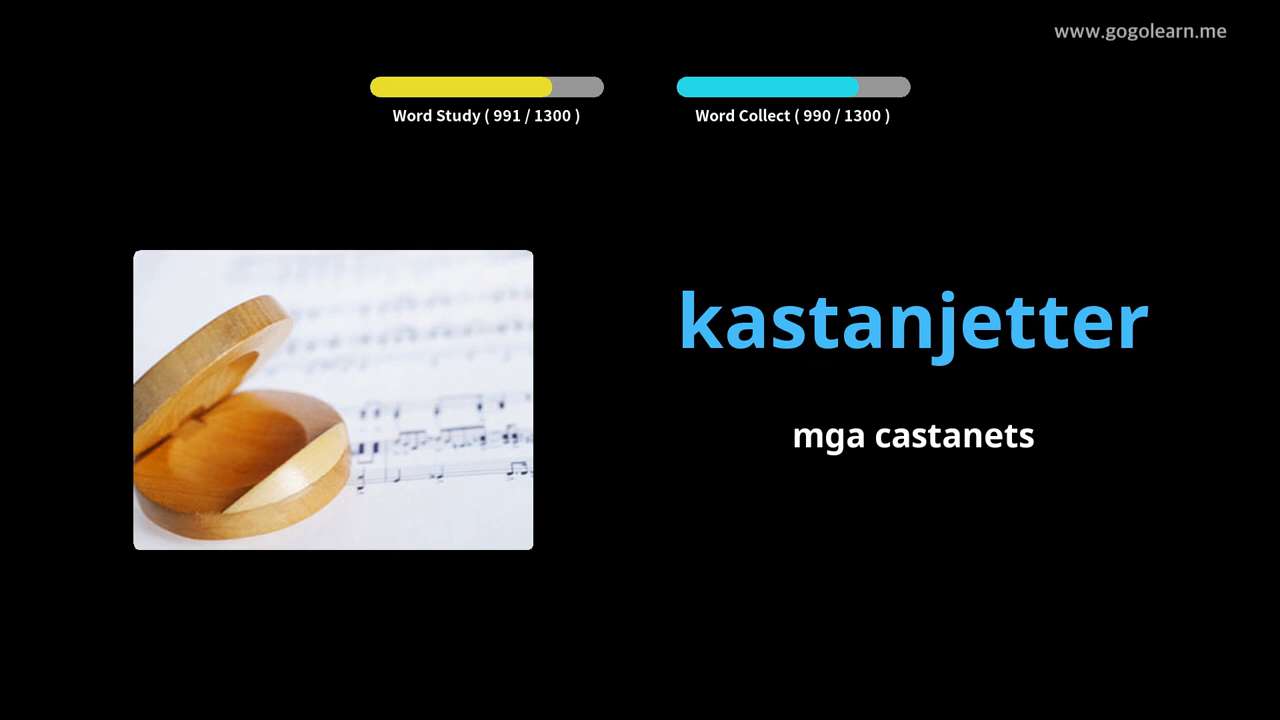 www.gogolearn.me
Word Study ( 991 / 1300 )
Word Collect ( 990 / 1300 )
kastanjetter
mga castanets